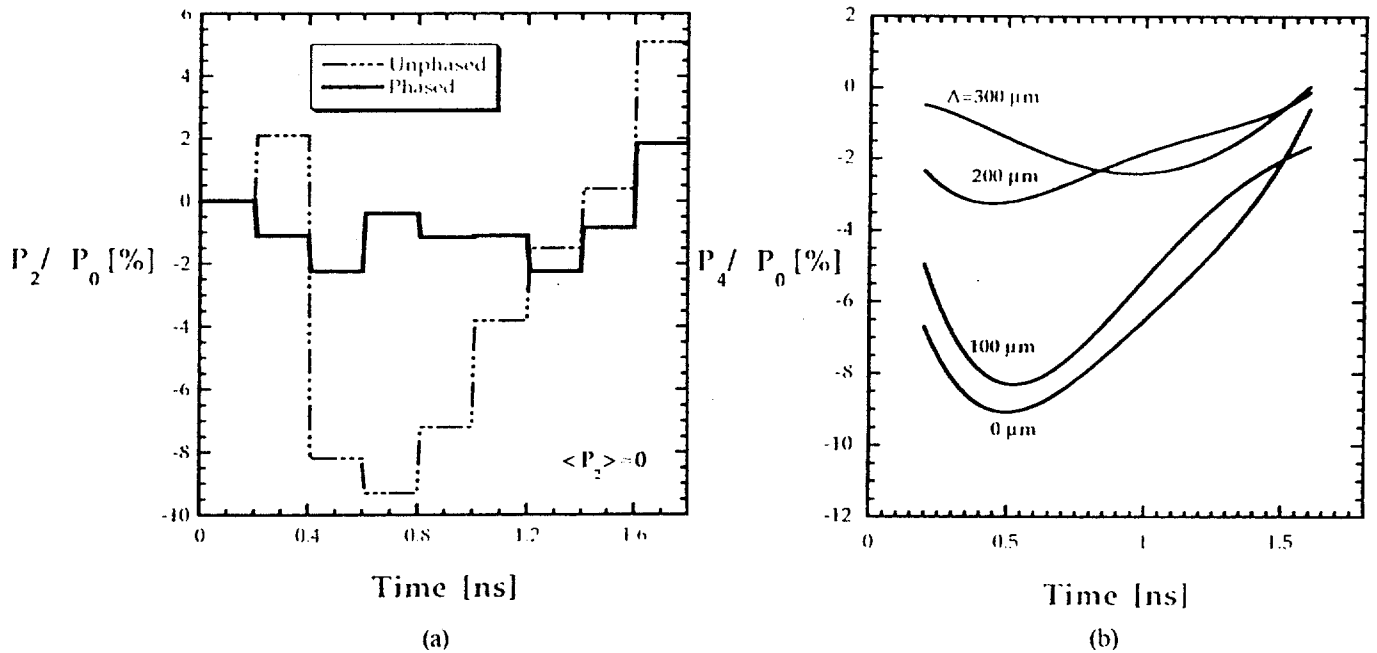 6
4
2
0
-2
-4
-6
-8
-10
P2/ P0 [%]
Unphased
Phased
<P2>=0
0
0.4
0.8
1.2
1.6
Time [ns]
(a)
2
0
-2
-4
-6
-8
-10
-12
P4/ P0 [%]
Λ=300 μm
200 μm
100 μm
0 μm
0
0.5
1
1.5
Time [ns]
(b)